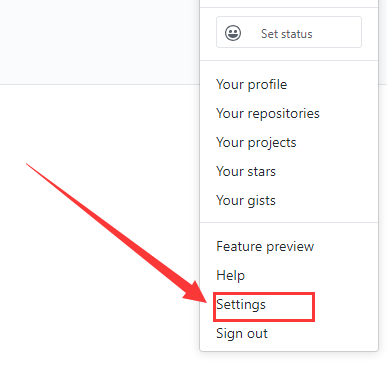 Set status
Your profile
Your repositories
Your projects
Your stars
Your gists
Feature preview
Help
Settings
Sign out